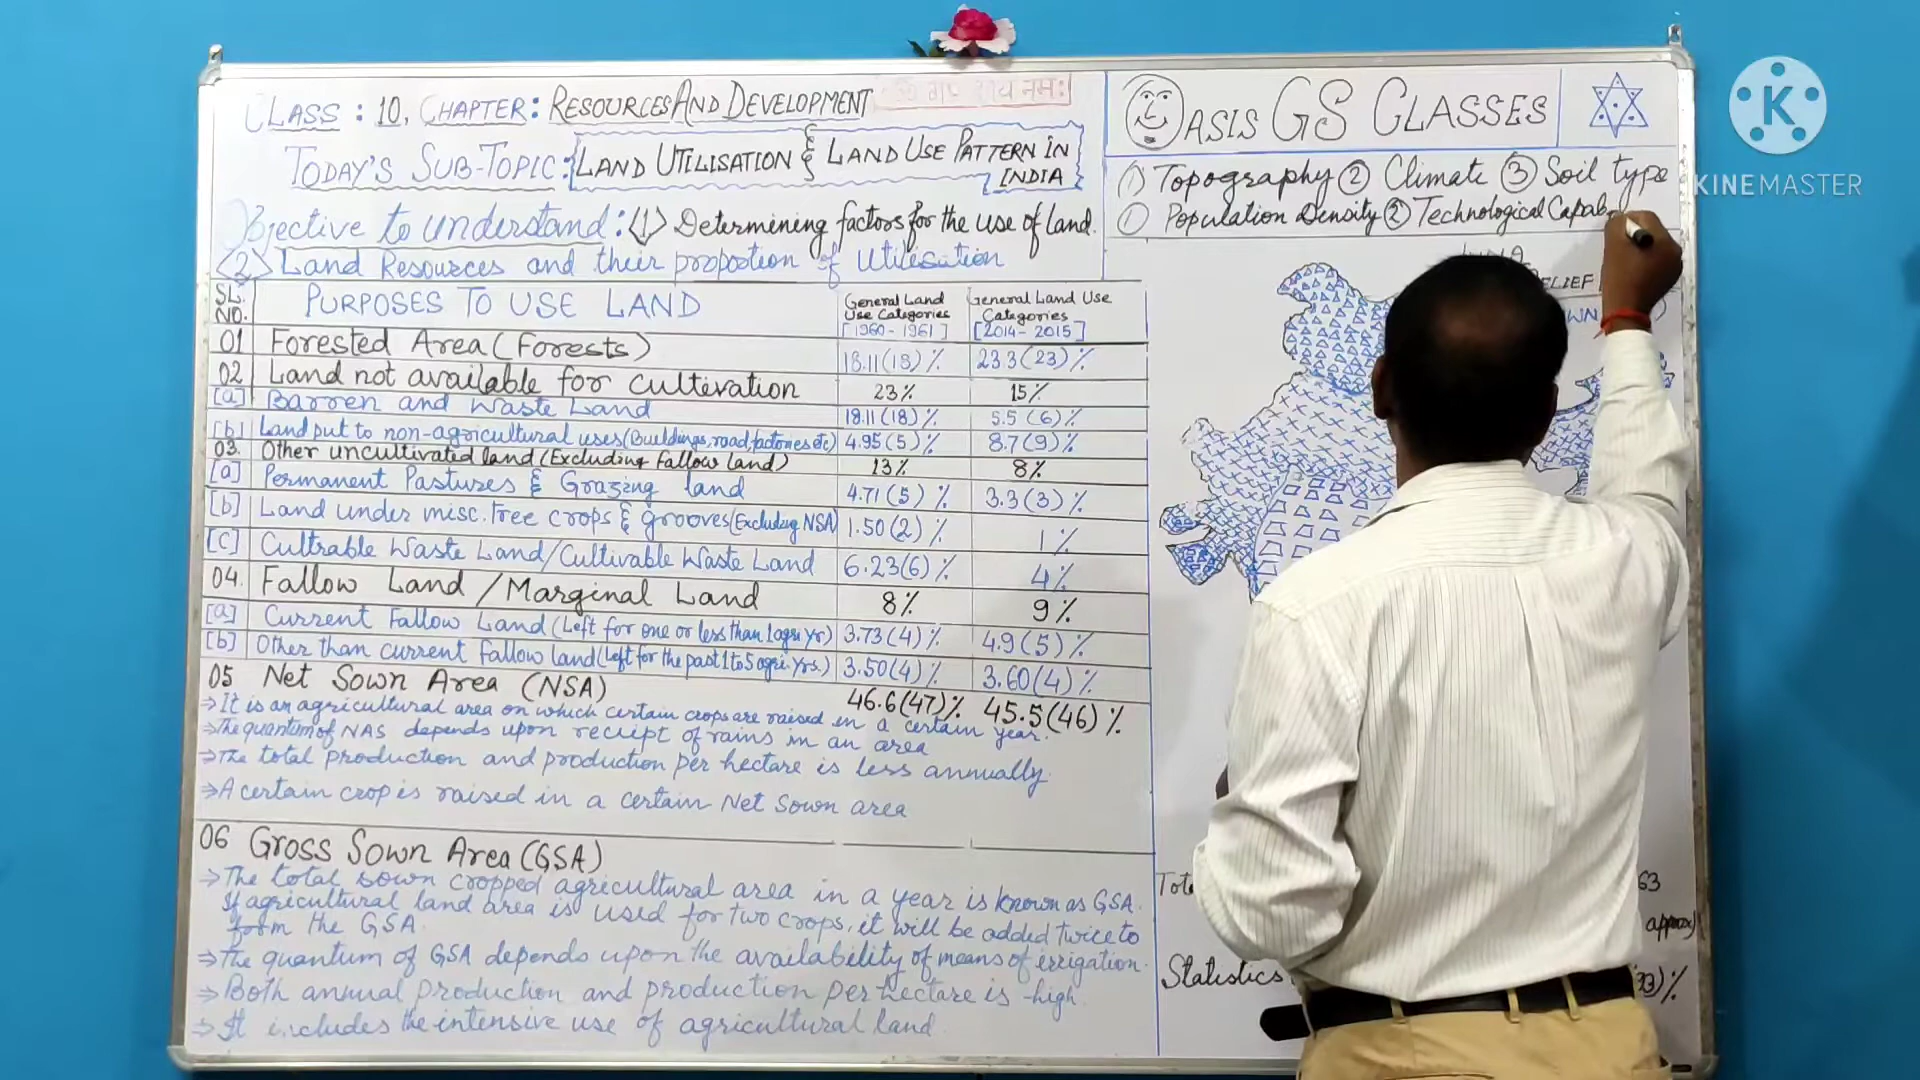 CLASS: 10, CHAPTER: RESOURCES AND DEVELOPMENT
TODAY'S SUB-TOPIC: LAND UTILISATION & LAND USE PATTERN IN INDIA
Objective to understand: <1> Determining factors for the use of land.
<2> Land Resources and their proportion of Utilisation
OASIS GS CLASSES
① Topography ② Climate ③ Soil type
① Population Density ② Technological Capab
KINEMASTER
SL. NO. PURPOSES TO USE LAND General Land Use Categories [1960-1961] General Land Use Categories [2014-2015]
01 Forested Area (Forests) 18.11(18)% 23.3(23)%
02 Land not available for cultivation 23% 15%
[a] Barren and Waste Land 18.11(18)% 5.5(6)%
[b] Land put to non-agricultural uses (Buildings, road, factories etc) 4.95(5)% 8.7(9)%
03. Other uncultivated land (Excluding fallow land) 13% 8%
[a] Permanent Pastures & Grazing land 4.71(5)% 3.3(3)%
[b] Land under misc. tree crops & grooves (Excluding NSA) 1.50(2)% 1%
[c] Cultrable Waste Land/Cultivable Waste Land 6.23(6)% 4%
04. Fallow Land / Marginal Land 8% 9%
[a] Current Fallow Land (Left for one or less than 1 agri yr) 3.73(4)% 4.9(5)%
[b] Other than current fallow land (Left for the past 1 to 5 agri. yrs.) 3.50(4)% 3.60(4)%
05 Net Sown Area (NSA) 46.6(47)% 45.5(46)%
⇒ It is an agricultural area on which certain crops are raised in a certain year.
⇒ The quantum of NAS depends upon receipt of rains in an area
⇒ The total production and production per hectare is less annually.
⇒ A certain crop is raised in a certain Net Sown area
06 Gross Sown Area (GSA)
⇒ The total sown cropped agricultural area in a year is known as GSA.
If agricultural land area is used for two crops, it will be added twice to
form the GSA.
⇒ The quantum of GSA depends upon the availability of means of irrigation.
⇒ Both annual production and production per hectare is high.
⇒ It includes the intensive use of agricultural land
ELIEF
OWN
Tot
63
approx)
Statistics
33)%